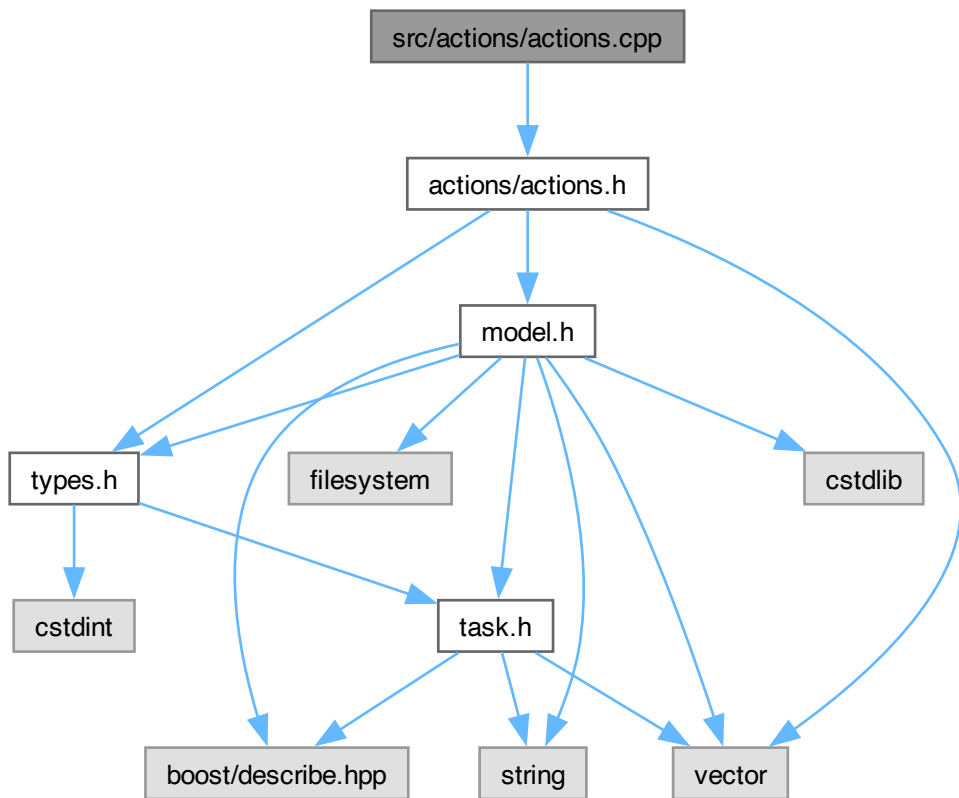 src/actions/actions.cpp
actions/actions.h
model.h
types.h
filesystem
cstdlib
cstdint
task.h
boost/describe.hpp
string
vector